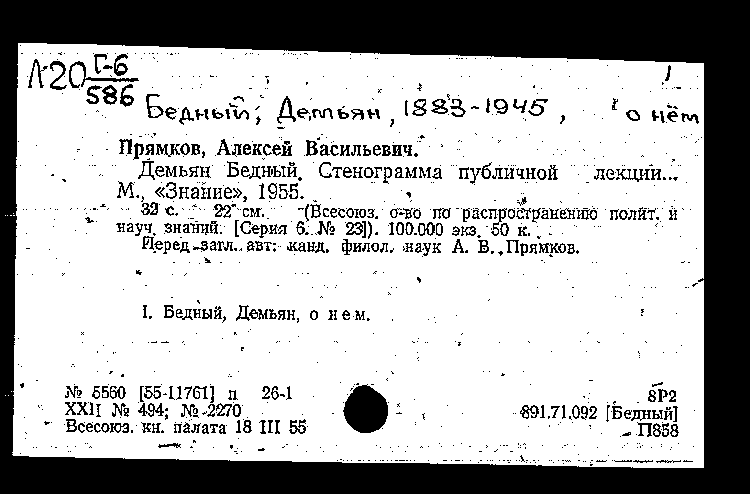 Л20 Г-6
586
Бедный, Демьян, 1883-1945, о нём
Прямков, Алексей Васильевич.
Демьян Бедный. Стенограмма публичной лекции...
М., «Знание», 1955.
32 с. 22 см. (Всесоюз. о-во по распространению полит. и
науч. знаний. [Серия 6. № 23]). 100.000 экз. 50 к.
Перед загл. авт: канд. филол. наук А. В. Прямков.
I. Бедный, Демьян, о нем.
№ 5560 [55-11761] п 26-1
XXII № 494; № 2270
Всесоюз. кн. палата 18 III 55
8Р2
891.71.092 [Бедный]
П858